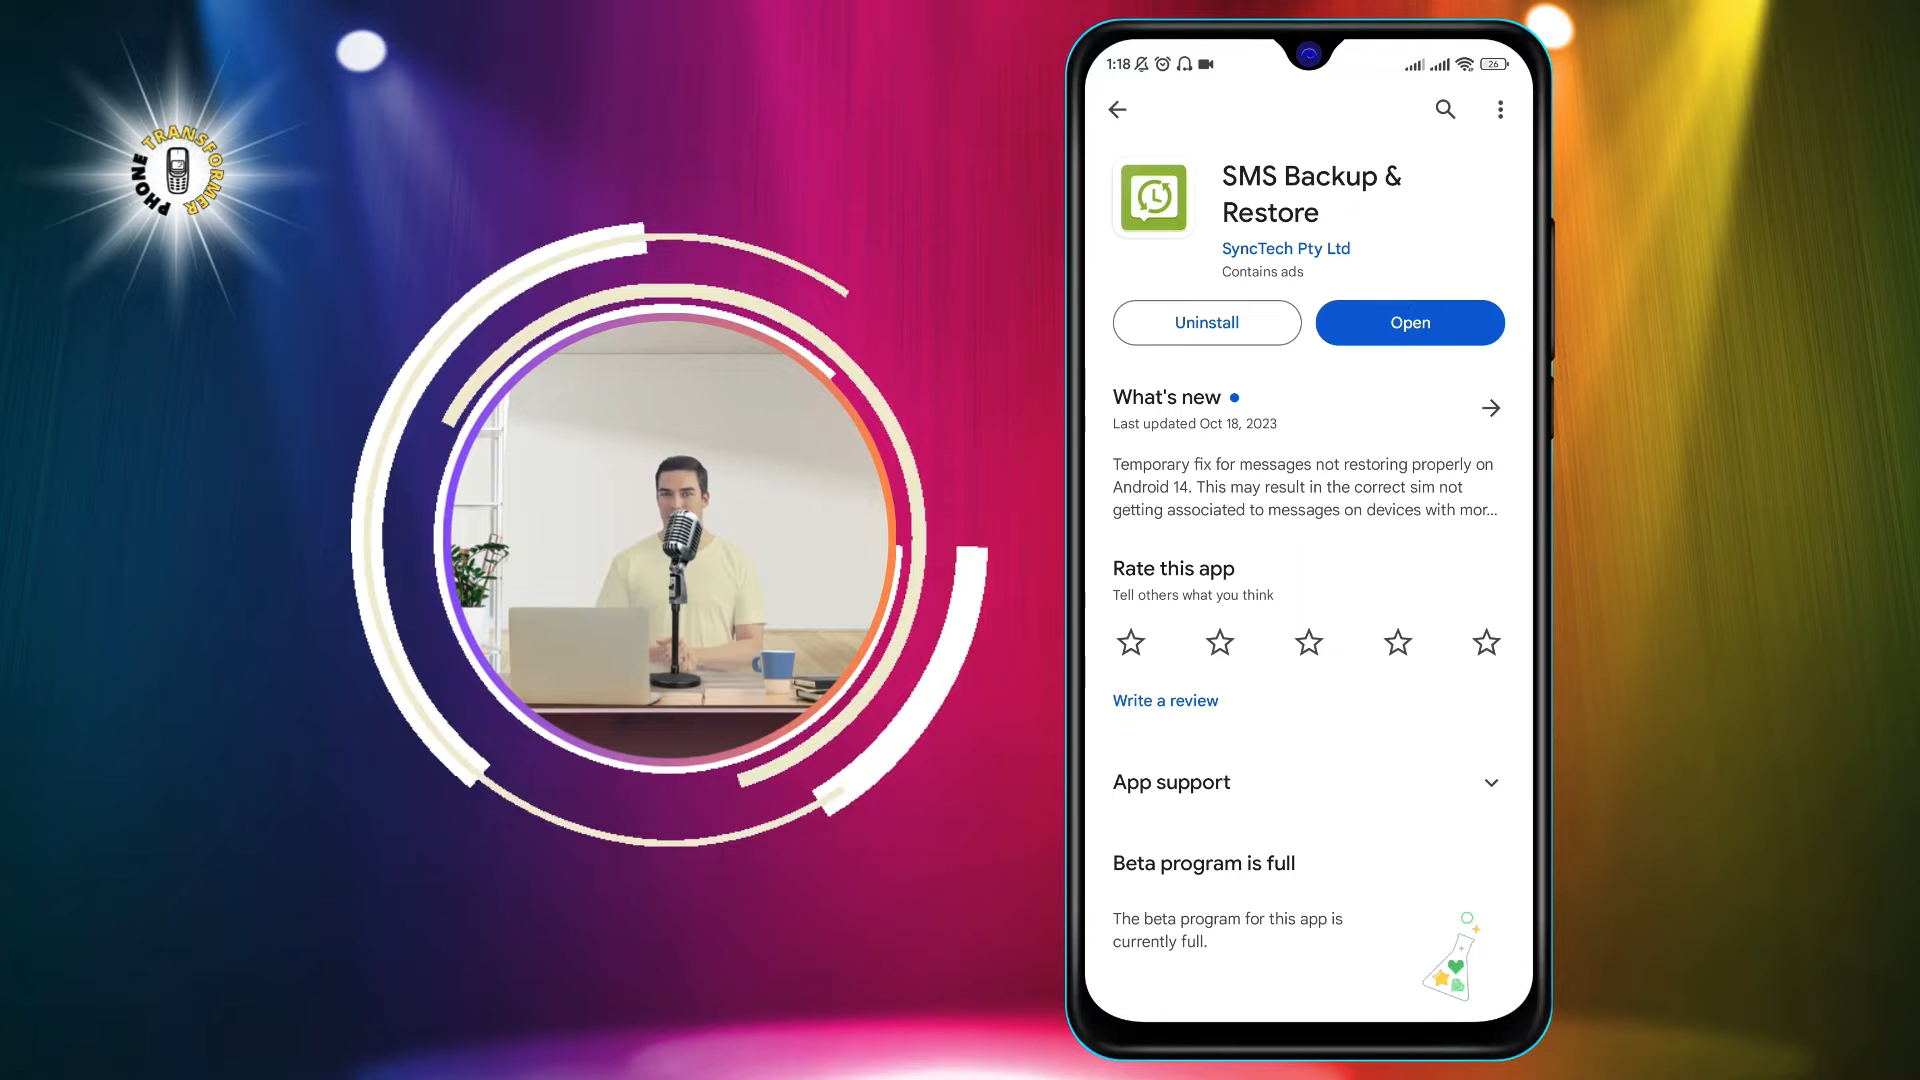 PHONE TRANSFORMER
1:18
26
SMS Backup &
Restore
SyncTech Pty Ltd
Contains ads
Uninstall
Open
What's new
Last updated Oct 18, 2023
Temporary fix for messages not restoring properly on
Android 14. This may result in the correct sim not
getting associated to messages on devices with mor...
Rate this app
Tell others what you think
Write a review
App support
Beta program is full
The beta program for this app is
currently full.